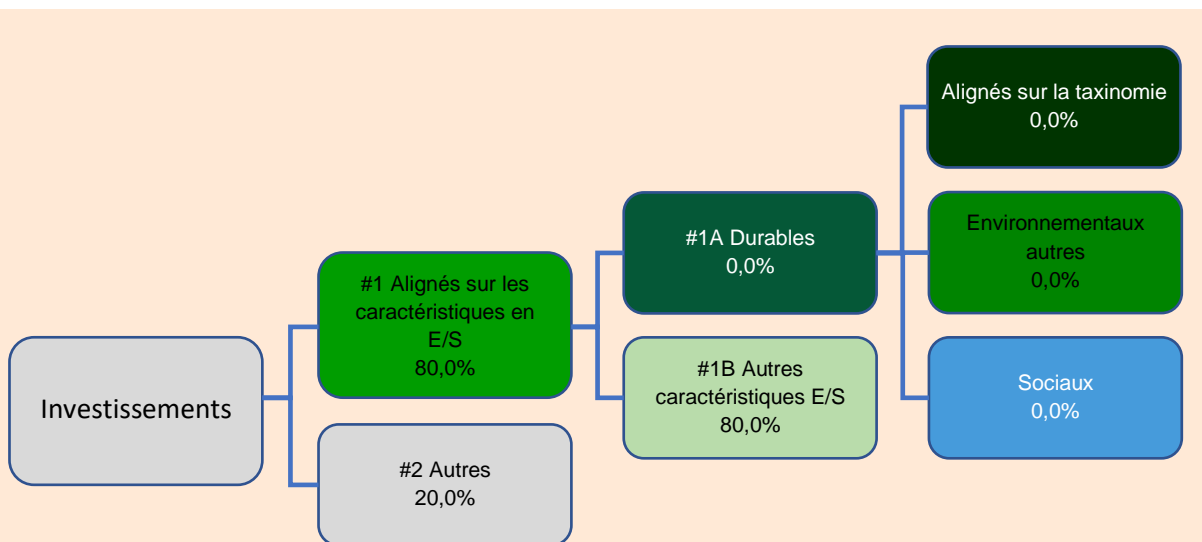 Investissements
#1 Alignés sur les
caractéristiques en
E/S
80,0%
#2 Autres
20,0%
#1A Durables
0,0%
#1B Autres
caractéristiques E/S
80,0%
Alignés sur la taxinomie
0,0%
Environnementaux
autres
0,0%
Sociaux
0,0%